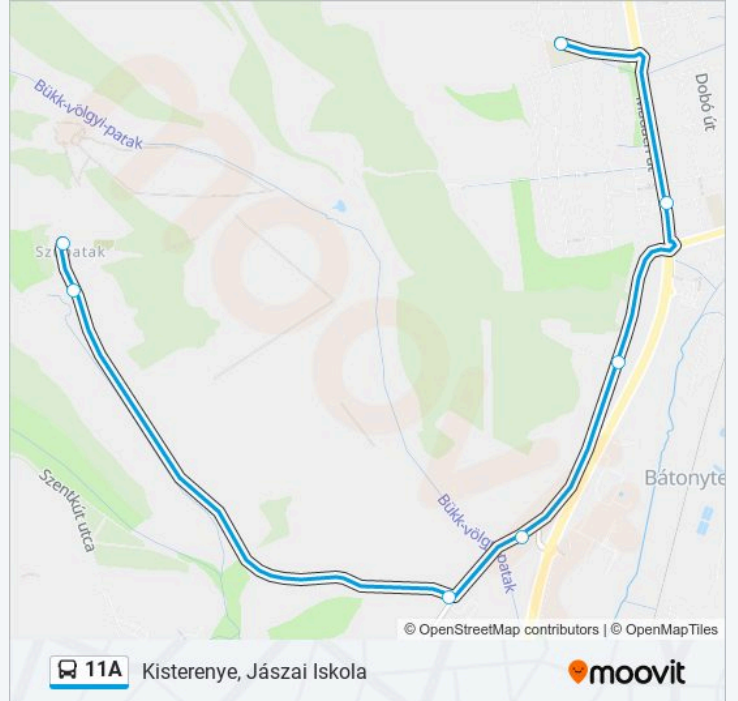 Dobó út
Bükk-völgyi-patak
Szentkút utca
Bátonyte
© OpenStreetMap contributors | © OpenMapTiles
11A Kisterenye, Jászai Iskola
moovit